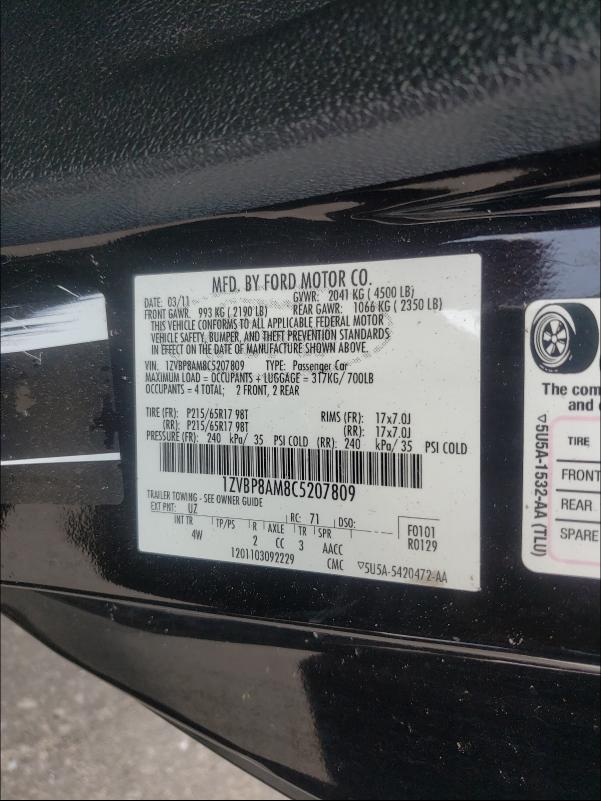 MFD. BY FORD MOTOR CO.
DATE: 03/11 GVWR: 2041 KG ( 4500 LB)
FRONT GAWR: 993 KG ( 2190 LB) REAR GAWR: 1066 KG ( 2350 LB)
THIS VEHICLE CONFORMS TO ALL APPLICABLE FEDERAL MOTOR
VEHICLE SAFETY, BUMPER, AND THEFT PREVENTION STANDARDS
IN EFFECT ON THE DATE OF MANUFACTURE SHOWN ABOVE.
VIN: 1ZVBP8AM8C5207809 TYPE: Passenger Car
MAXIMUM LOAD = OCCUPANTS + LUGGAGE = 317KG/ 700LB
OCCUPANTS = 4 TOTAL; 2 FRONT, 2 REAR
TIRE (FR): P215/65R17 98T RIMS (FR): 17x7.0J
(RR): P215/65R17 98T (RR): 17x7.0J
PRESSURE (FR): 240 kPa/ 35 PSI COLD (RR): 240 kPa/ 35 PSI COLD
1ZVBP8AM8C5207809
TRAILER TOWING - SEE OWNER GUIDE
EXT PNT: UZ RC: 71 DSO: F0101
INT TR TP/PS R AXLE TR SPR R0129
4W 2 CC 3 AACC
1201103092229 CMC ▽5U5A-5420472-AA
▽5U5A-1532-AA (TLU)
The com
and
TIRE
FRONT
REAR
SPARE